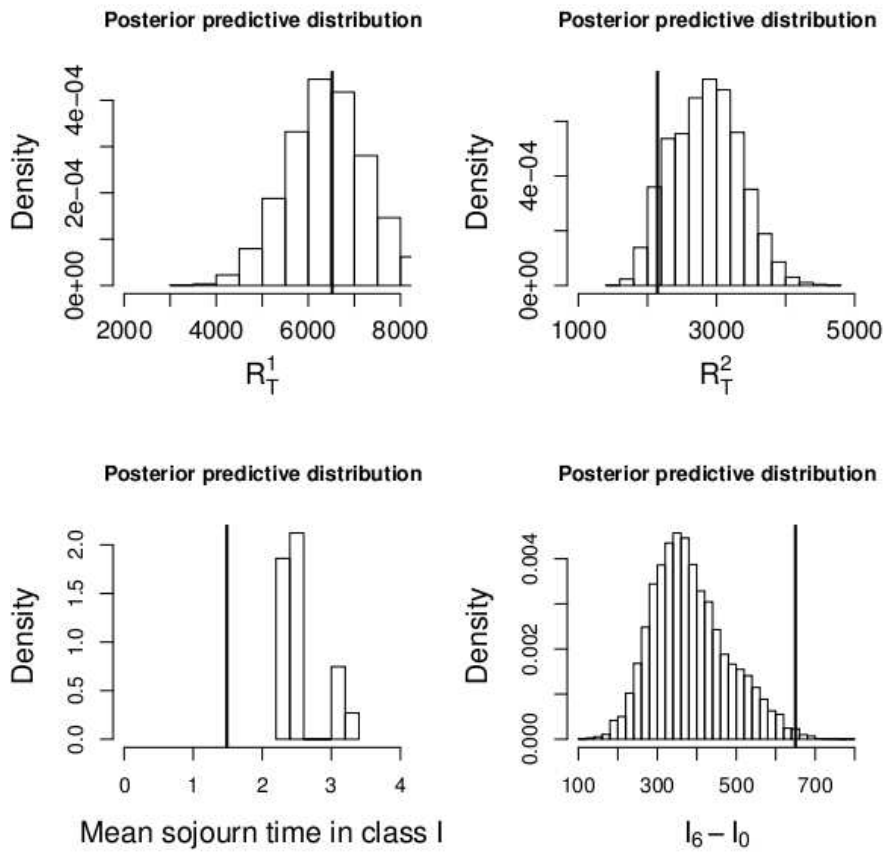 Posterior predictive distribution
Density
0e+00 2e−04 4e−04
2000 4000 6000 8000
R_T^1
Posterior predictive distribution
Density
0e+00 4e−04
1000 3000 5000
R_T^2
Posterior predictive distribution
Density
0.0 0.5 1.0 1.5 2.0
0 1 2 3 4
Mean sojourn time in class I
Posterior predictive distribution
Density
0.000 0.002 0.004
100 300 500 700
I_6 − I_0